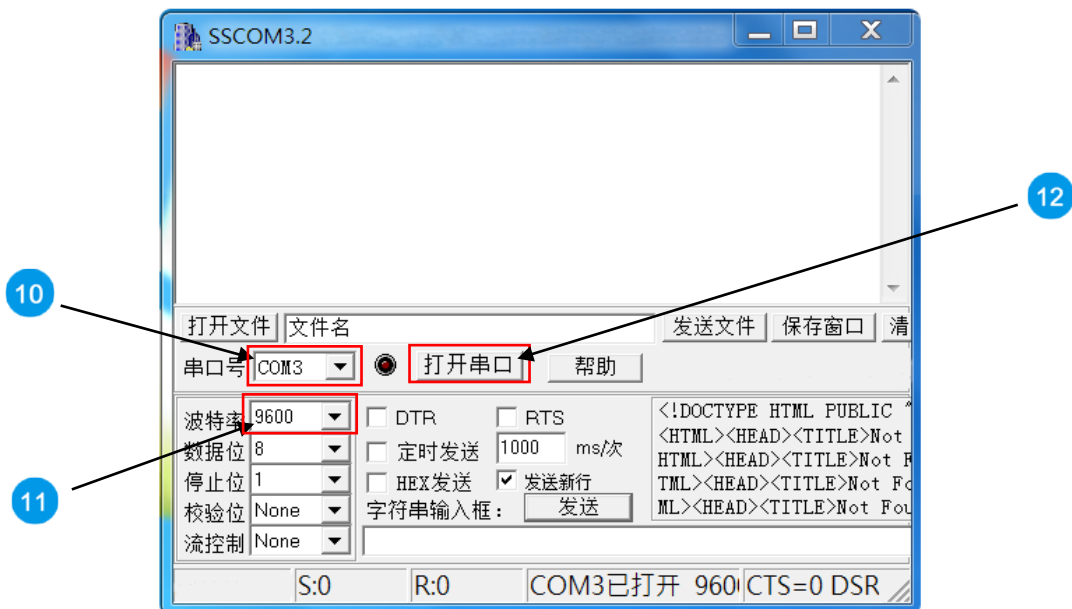 SSCOM3.2
12
10
打开文件 文件名 发送文件 保存窗口 清
串口号 COM3 打开串口 帮助
波特率 9600 DTR RTS
数据位 8 定时发送 1000 ms/次
停止位 1 HEX发送 发送新行
校验位 None 字符串输入框： 发送
流控制 None
<!DOCTYPE HTML PUBLIC "
<HTML><HEAD><TITLE>Not
HTML><HEAD><TITLE>Not F
TML><HEAD><TITLE>Not Fo
ML><HEAD><TITLE>Not Fou
11
S:0 R:0 COM3已打开 960 CTS=0 DSR